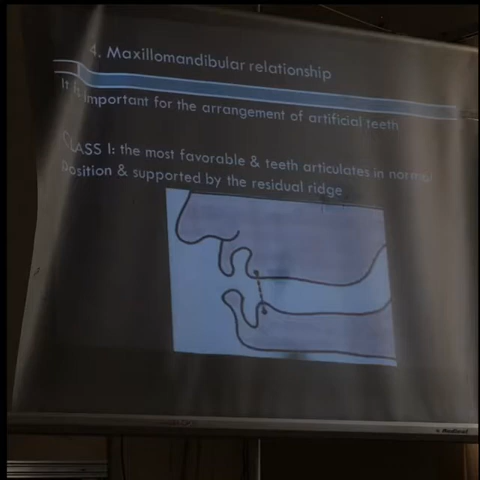 4. Maxillomandibular relationship
It is important for the arrangement of artificial teeth
CLASS I: the most favorable & teeth articulates in normal
Position & supported by the residual ridge